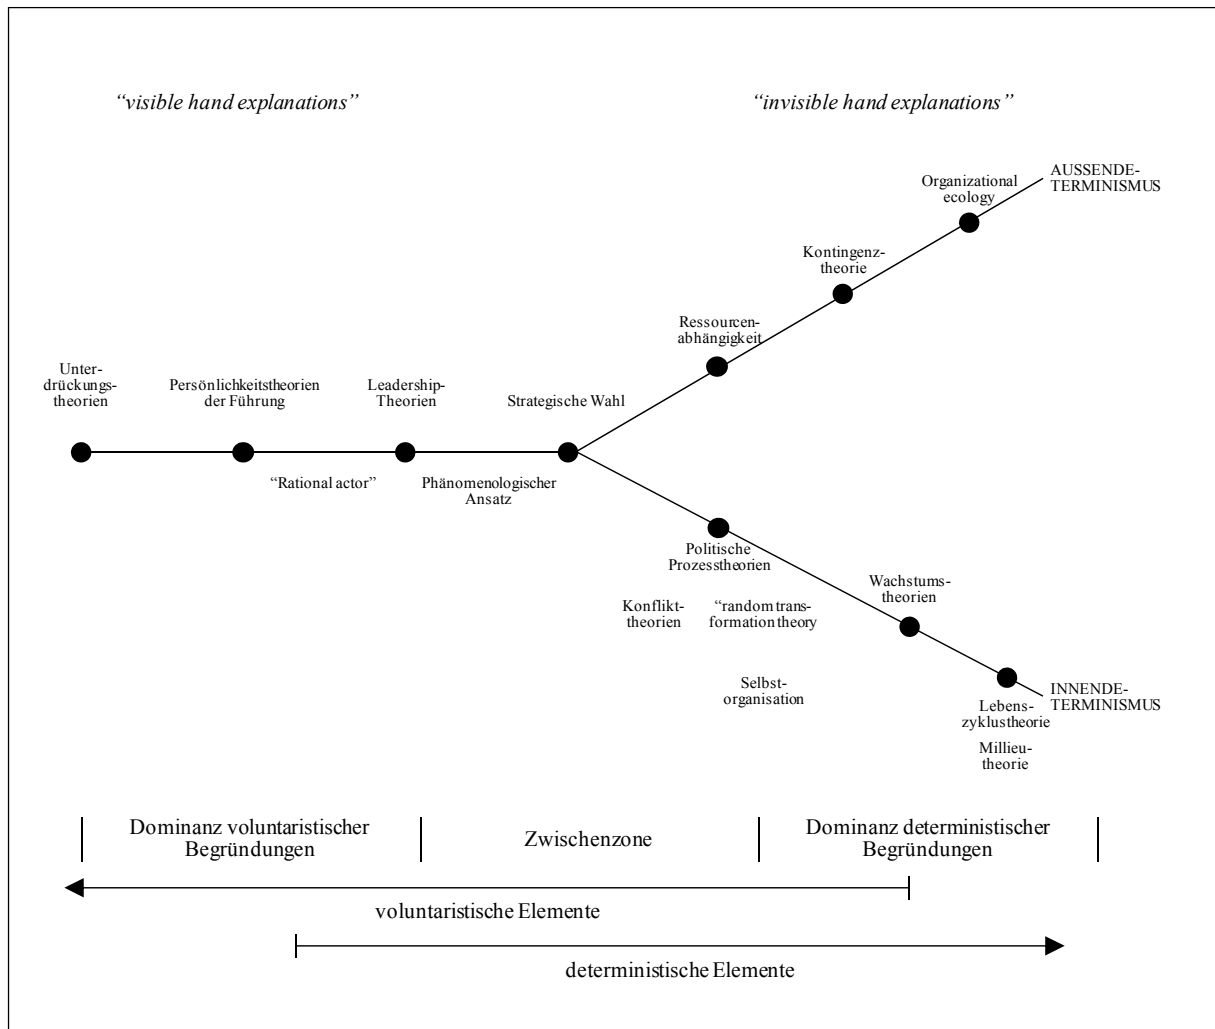 “visible hand explanations”
“invisible hand explanations”
AUSSENDE-
TERMINISMUS
Organizational
ecology
Kontingenz-
theorie
Ressourcen-
abhängigkeit
Unter-
drückungs-
theorien
Persönlichkeitstheorien
der Führung
Leadership-
Theorien
Strategische Wahl
“Rational actor”
Phänomenologischer
Ansatz
Politische
Prozesstheorien
Wachstums-
theorien
Konflikt-
theorien
“random trans-
formation theory
Selbst-
organisation
INNENDE-
TERMINISMUS
Lebens-
zyklustheorie
Millieu-
theorie
Dominanz voluntaristischer
Begründungen
Zwischenzone
Dominanz deterministischer
Begründungen
voluntaristische Elemente
deterministische Elemente